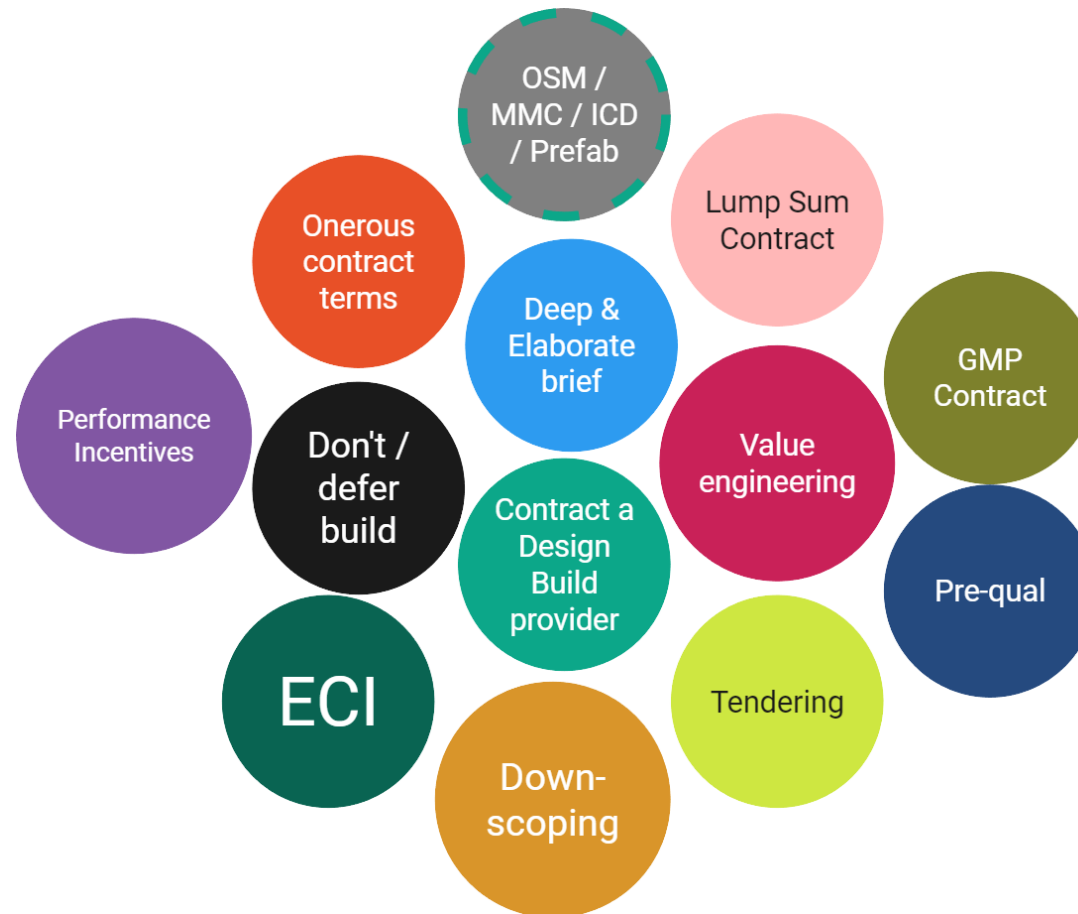 OSM /
MMC / ICD
/ Prefab
Lump Sum
Contract
Onerous
contract
terms
Deep &
Elaborate
brief
GMP
Contract
Performance
Incentives
Don't /
defer
build
Value
engineering
Contract a
Design
Build
provider
Pre-qual
ECI
Tendering
Down-
scoping